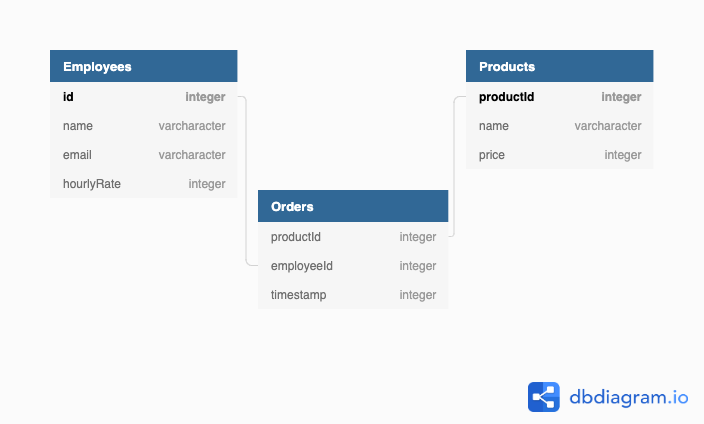 Employees
id integer
name varcharacter
email varcharacter
hourlyRate integer
Products
productId integer
name varcharacter
price integer
Orders
productId integer
employeeId integer
timestamp integer
dbdiagram.io